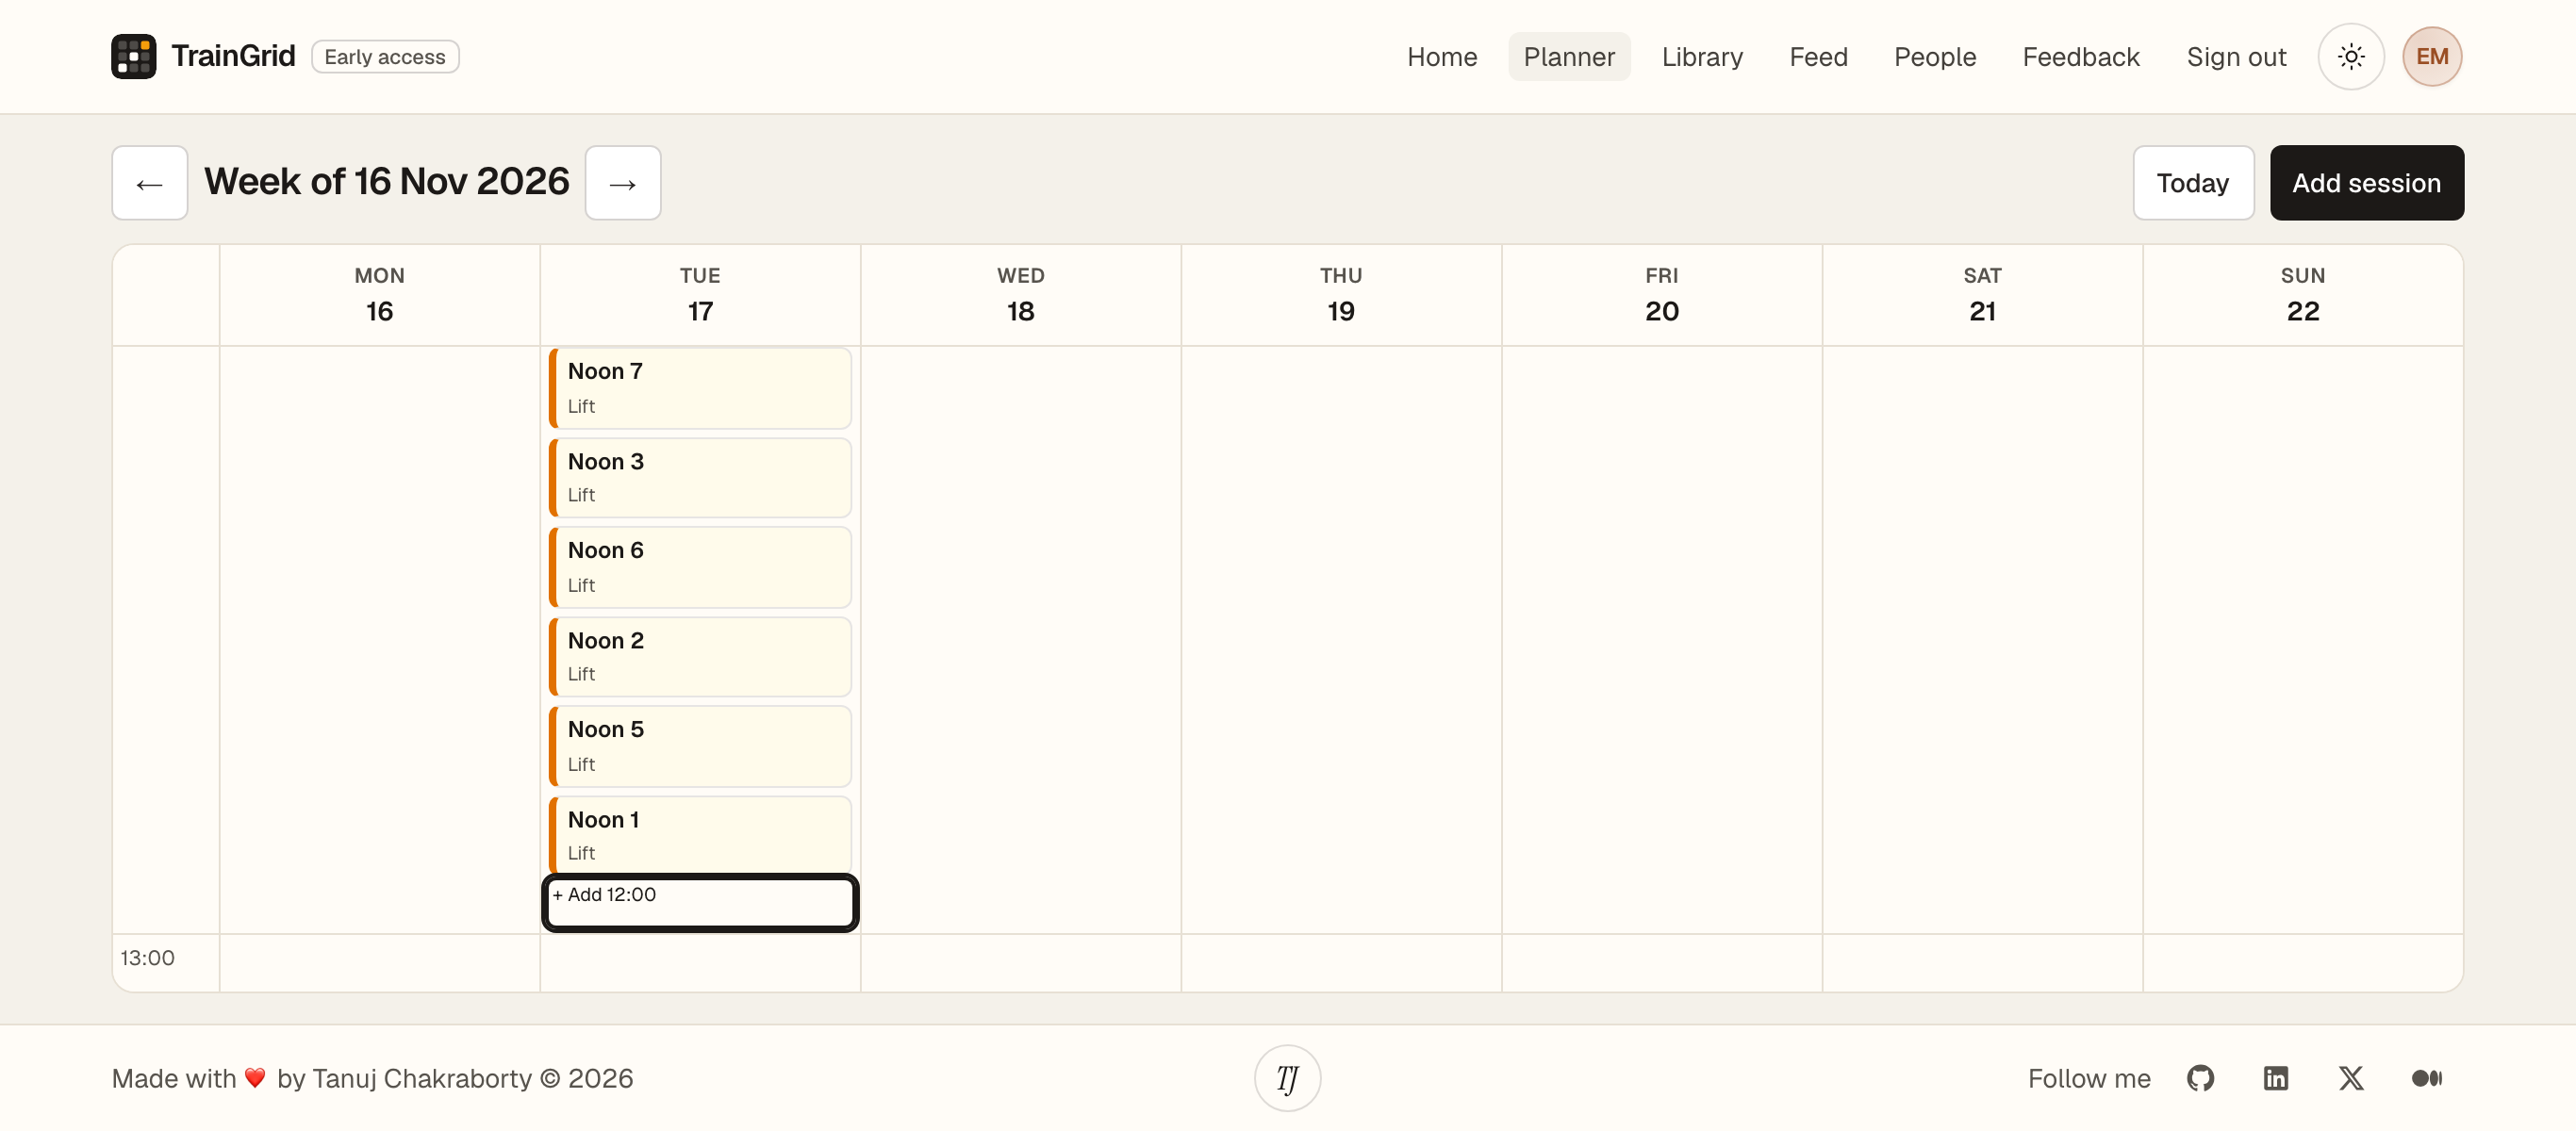 TrainGrid Early access Home Planner Library Feed People Feedback Sign out EM
← Week of 16 Nov 2026 → Today Add session
MON TUE WED THU FRI SAT SUN
16 17 18 19 20 21 22
Noon 7
Lift
Noon 3
Lift
Noon 6
Lift
Noon 2
Lift
Noon 5
Lift
Noon 1
Lift
+ Add 12:00
13:00
Made with ❤️ by Tanuj Chakraborty © 2026 TJ Follow me